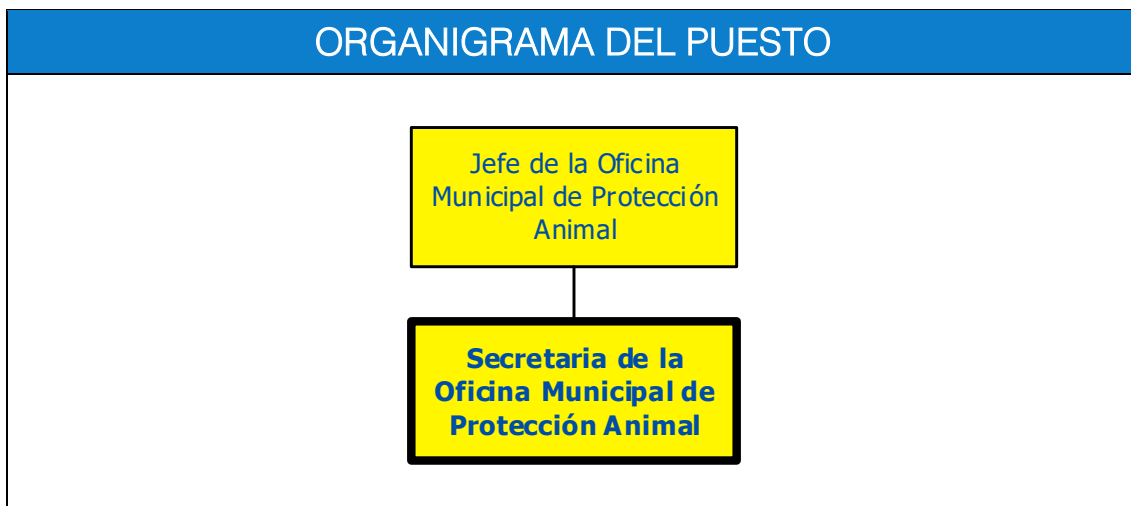 ORGANIGRAMA DEL PUESTO
Jefe de la Oficina
Municipal de Protección
Animal
Secretaria de la
Oficina Municipal de
Protección Animal